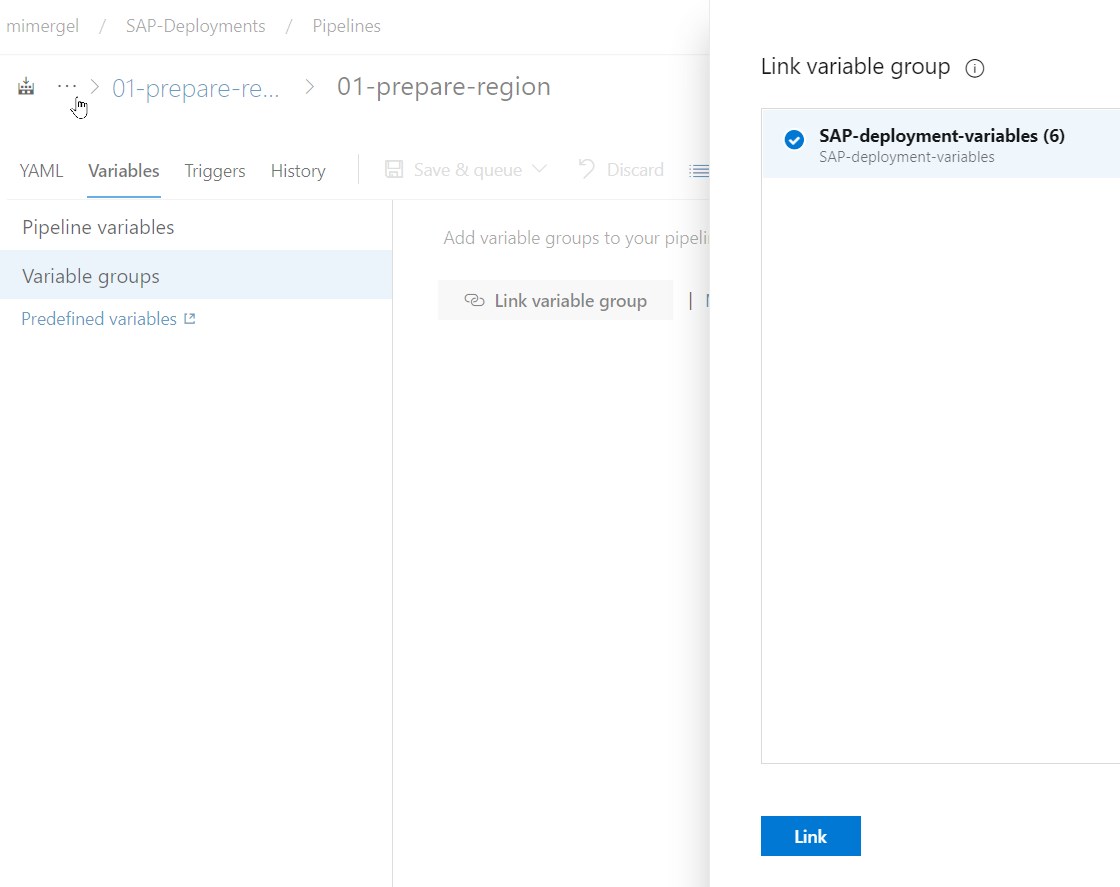 mimergel / SAP-Deployments / Pipelines
... > 01-prepare-re... > 01-prepare-region
YAML Variables Triggers History Save & queue Discard
Pipeline variables
Variable groups
Predefined variables
Add variable groups to your
Link variable group |
Link variable group
SAP-deployment-variables (6)
SAP-deployment-variables
Link